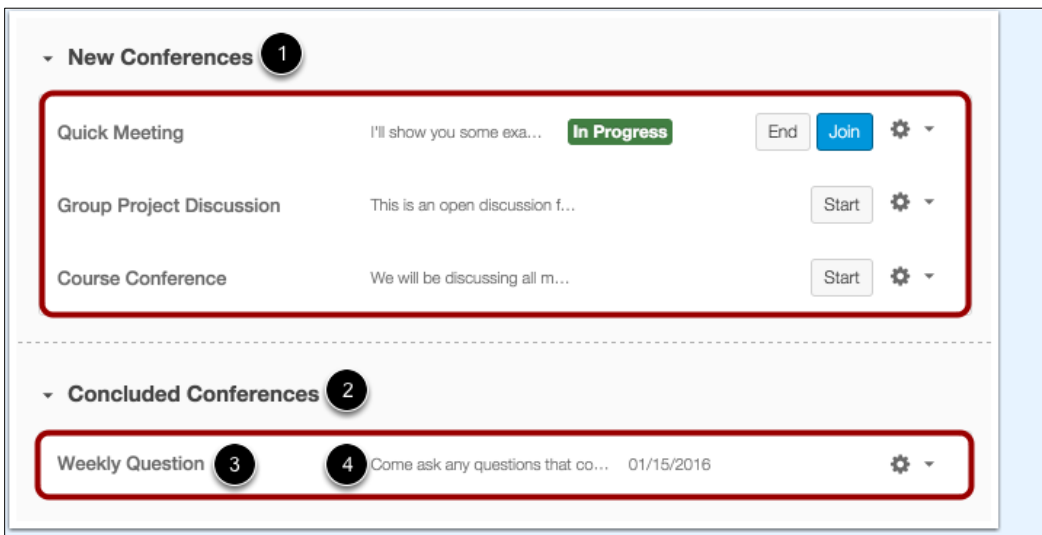 New Conferences 1
Quick Meeting I'll show you some exa... In Progress End Join
Group Project Discussion This is an open discussion f... Start
Course Conference We will be discussing all m... Start
Concluded Conferences 2
Weekly Question 3 4 Come ask any questions that co... 01/15/2016